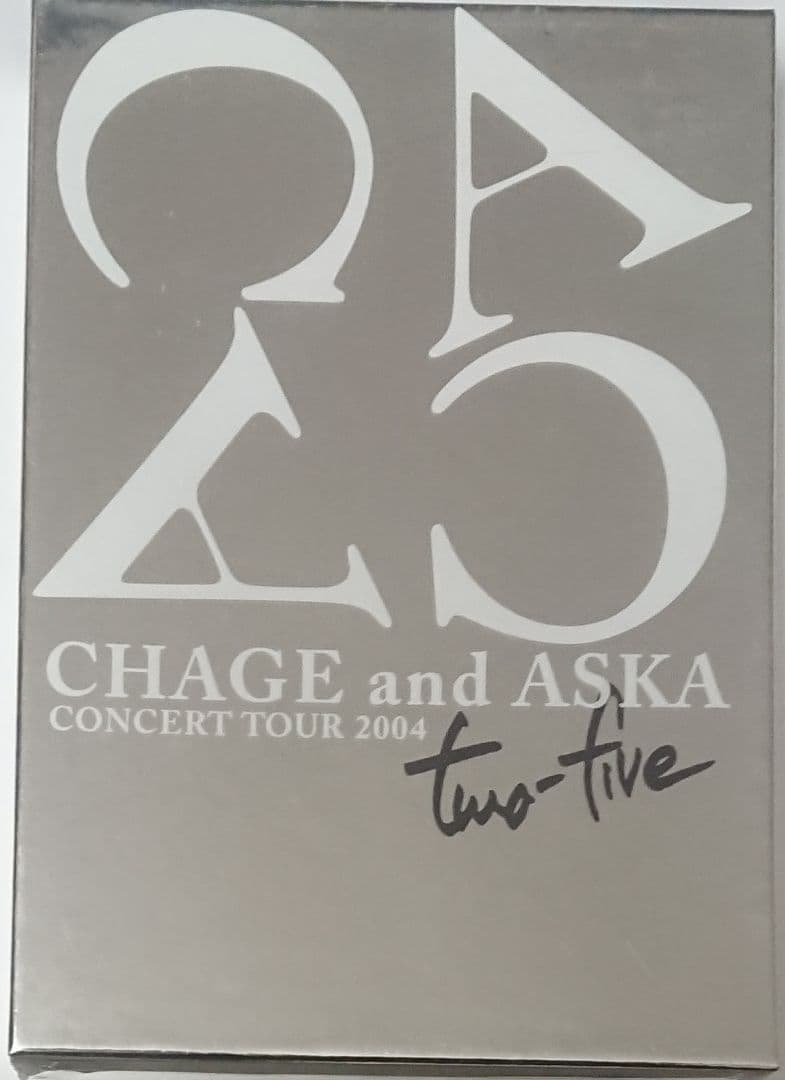 C A
A C
CHAGE and ASKA
CONCERT TOUR 2004
two-five